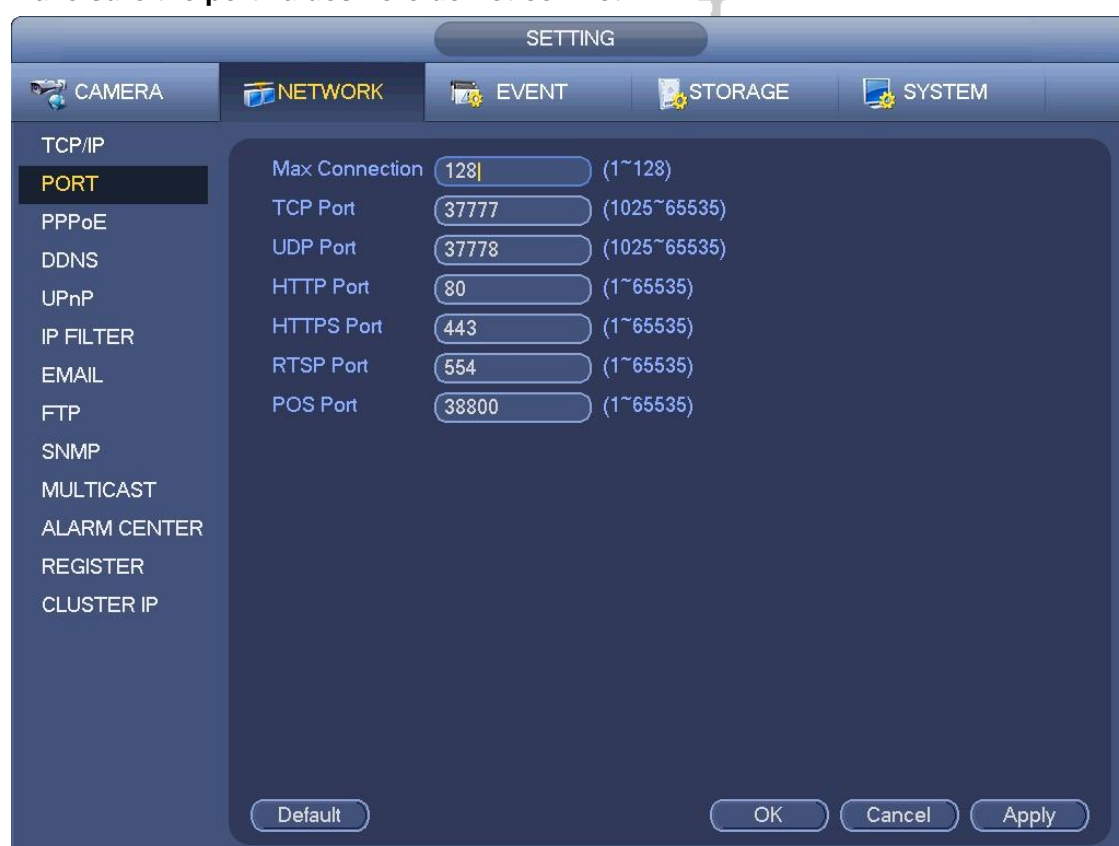 SETTING
CAMERA NETWORK EVENT STORAGE SYSTEM
TCP/IP
PORT
PPPoE
DDNS
UPnP
IP FILTER
EMAIL
FTP
SNMP
MULTICAST
ALARM CENTER
REGISTER
CLUSTER IP
Max Connection 128 (1~128)
TCP Port 37777 (1025~65535)
UDP Port 37778 (1025~65535)
HTTP Port 80 (1~65535)
HTTPS Port 443 (1~65535)
RTSP Port 554 (1~65535)
POS Port 38800 (1~65535)
Default OK Cancel Apply